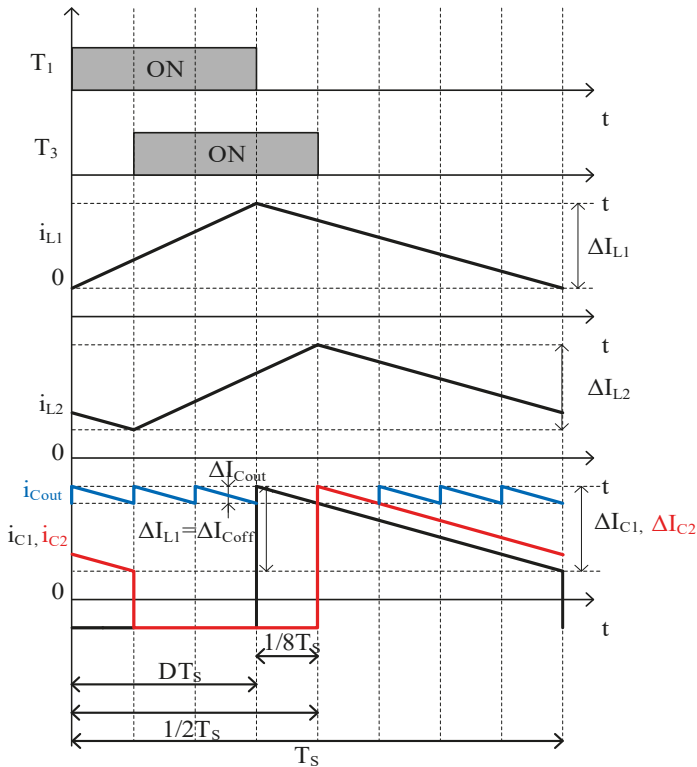 T1
ON
t
T3
ON
t
iL1
0
ΔIL1
t
iL2
0
ΔIL2
t
iCout
ΔICout
iC1, iC2
ΔIL1=ΔICoff
ΔIC1, ΔIC2
0
t
1/8TS
DTS
1/2TS
TS